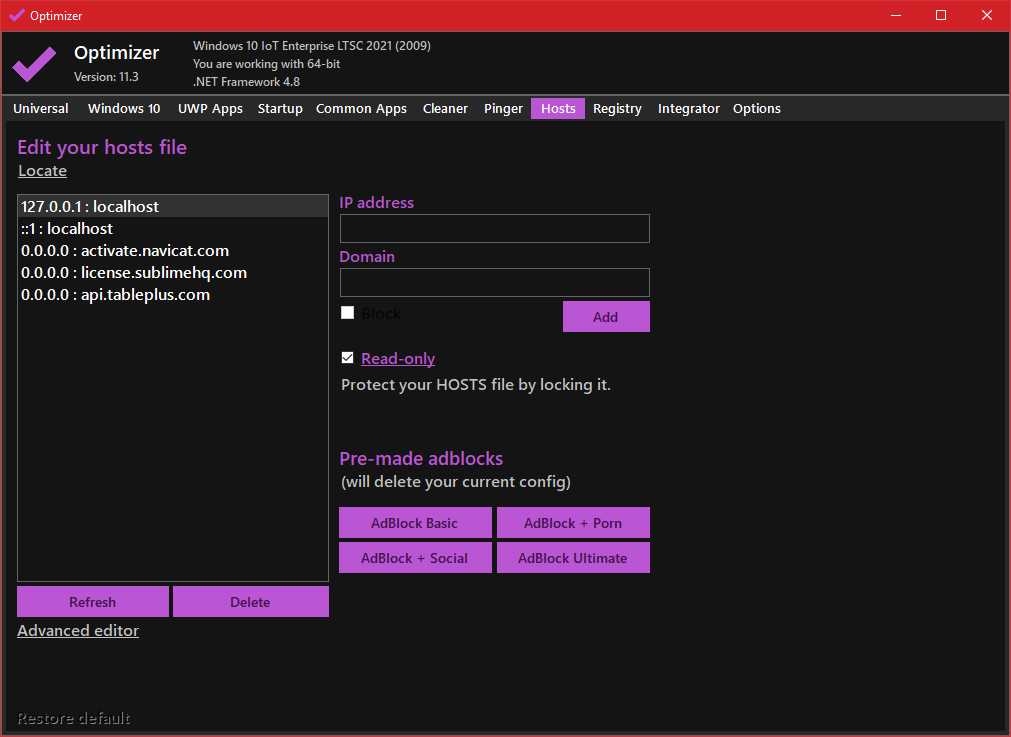 Optimizer
Optimizer
Version: 11.3
Windows 10 IoT Enterprise LTSC 2021 (2009)
You are working with 64-bit
.NET Framework 4.8
Universal Windows 10 UWP Apps Startup Common Apps Cleaner Pinger Hosts Registry Integrator Options
Edit your hosts file
Locate
127.0.0.1 : localhost
::1 : localhost
0.0.0.0 : activate.navicat.com
0.0.0.0 : license.sublimehq.com
0.0.0.0 : api.tableplus.com
Refresh Delete
Advanced editor
Restore default
IP address
Domain
Block
Add
Read-only
Protect your HOSTS file by locking it.
Pre-made adblocks
(will delete your current config)
AdBlock Basic AdBlock + Porn
AdBlock + Social AdBlock Ultimate